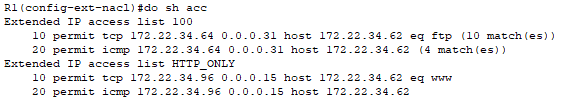 R1(config-ext-nacl)#do sh acc
Extended IP access list 100
10 permit tcp 172.22.34.64 0.0.0.31 host 172.22.34.62 eq ftp (10 match(es))
20 permit icmp 172.22.34.64 0.0.0.31 host 172.22.34.62 (4 match(es))
Extended IP access list HTTP_ONLY
10 permit tcp 172.22.34.96 0.0.0.15 host 172.22.34.62 eq www
20 permit icmp 172.22.34.96 0.0.0.15 host 172.22.34.62